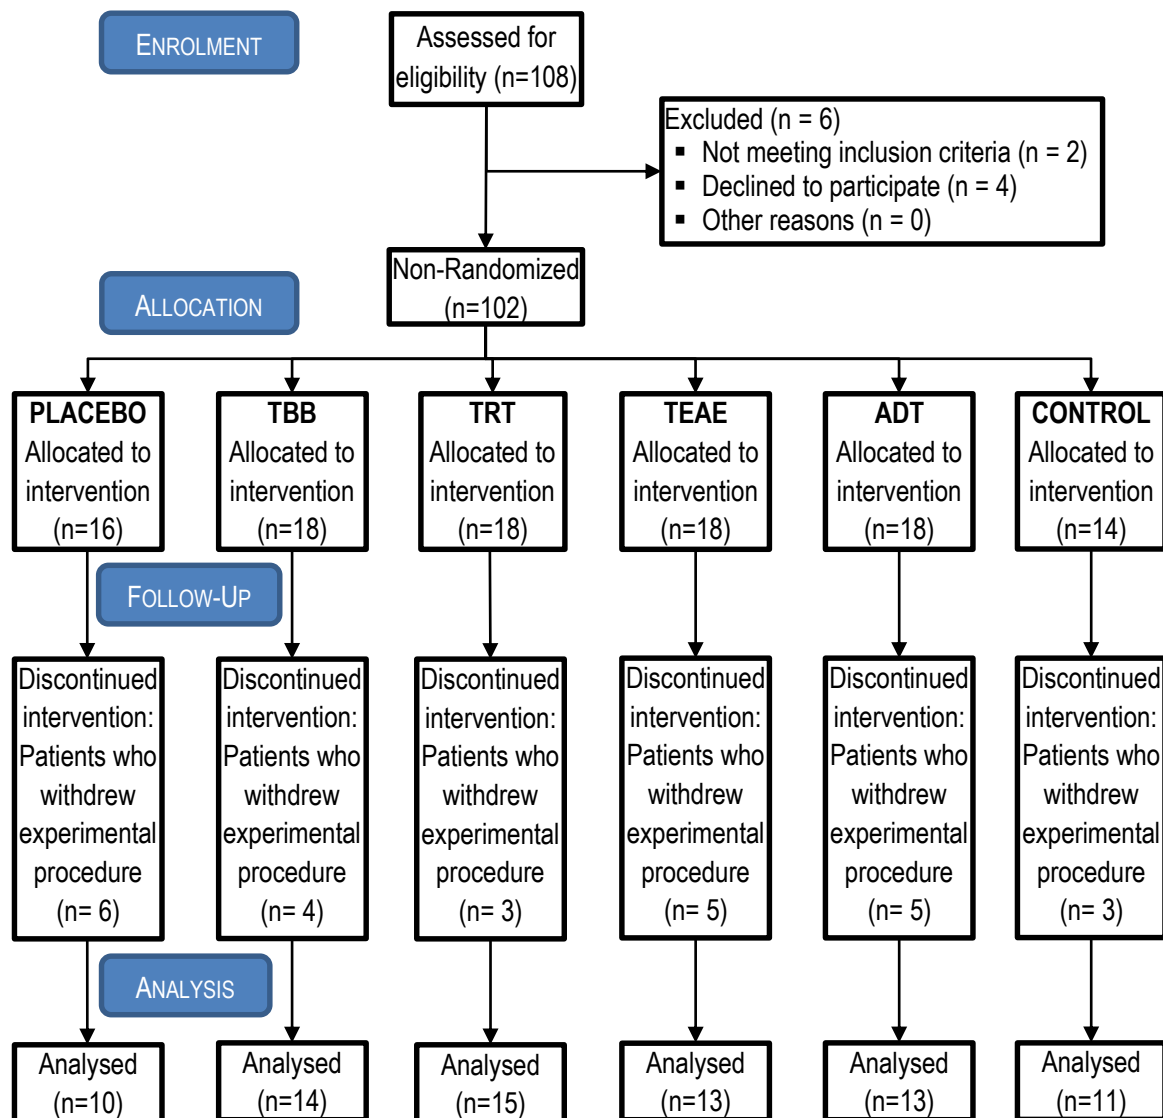 ENROLMENT
Assessed for
eligibility (n=108)
Excluded (n = 6)
▪ Not meeting inclusion criteria (n = 2)
▪ Declined to participate (n = 4)
▪ Other reasons (n = 0)
Non-Randomized
(n=102)
ALLOCATION
PLACEBO
Allocated to
intervention
(n=16)
TBB
Allocated to
intervention
(n=18)
TRT
Allocated to
intervention
(n=18)
TEAE
Allocated to
intervention
(n=18)
ADT
Allocated to
intervention
(n=18)
CONTROL
Allocated to
intervention
(n=14)
FOLLOW-UP
Discontinued
intervention:
Patients who
withdrew
experimental
procedure
(n= 6)
Discontinued
intervention:
Patients who
withdrew
experimental
procedure
(n= 4)
Discontinued
intervention:
Patients who
withdrew
experimental
procedure
(n= 3)
Discontinued
intervention:
Patients who
withdrew
experimental
procedure
(n= 5)
Discontinued
intervention:
Patients who
withdrew
experimental
procedure
(n= 5)
Discontinued
intervention:
Patients who
withdrew
experimental
procedure
(n= 3)
ANALYSIS
Analysed
(n=10)
Analysed
(n=14)
Analysed
(n=15)
Analysed
(n=13)
Analysed
(n=13)
Analysed
(n=11)